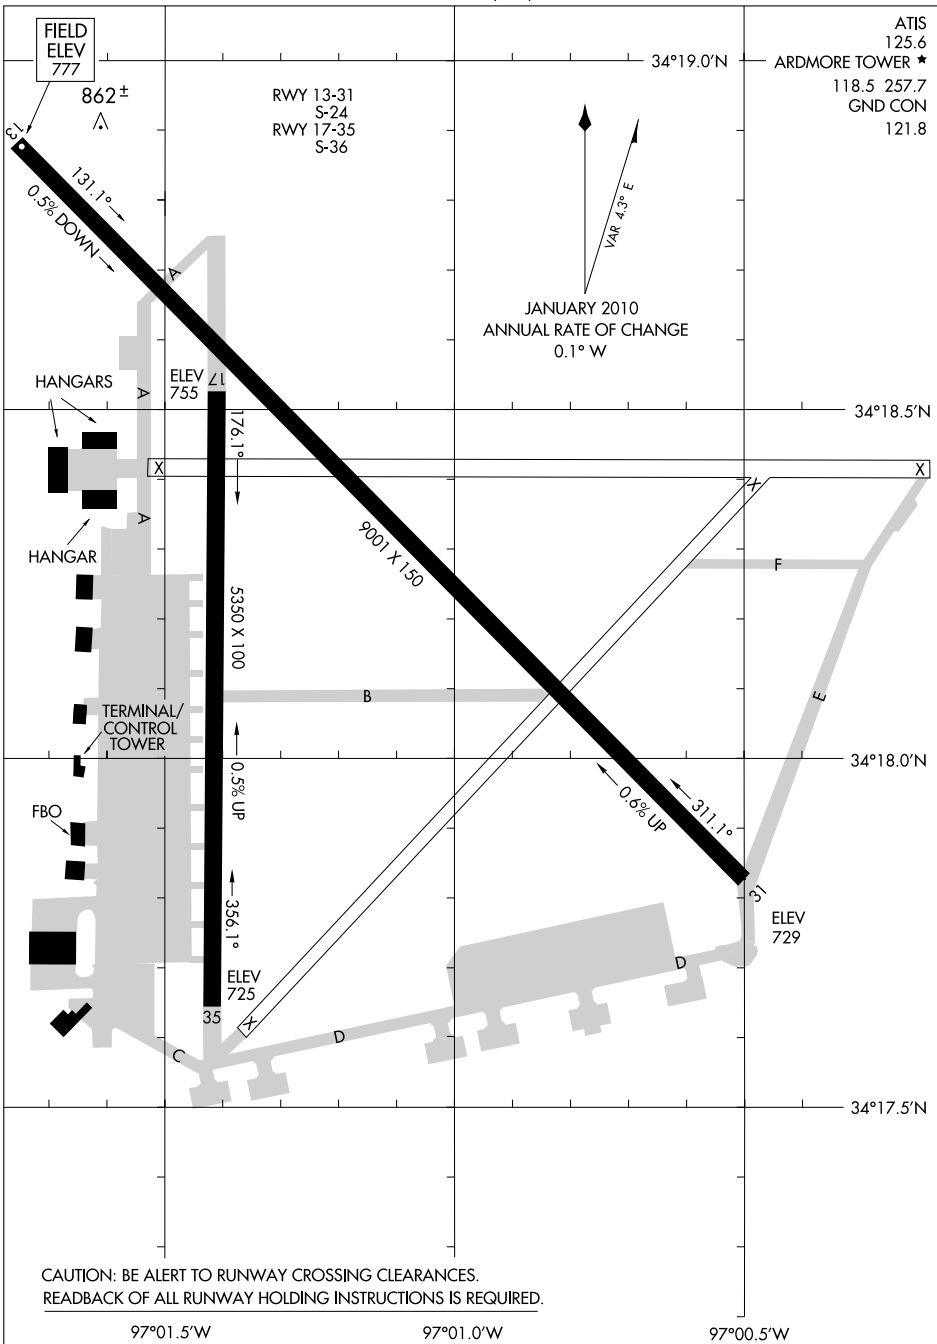 FIELD
ELEV
777
862±
RWY 13-31
S-24
RWY 17-35
S-36
34°19.0'N
ATIS
125.6
ARDMORE TOWER ★
118.5 257.7
GND CON
121.8
13
131.1°
0.5% DOWN
VAR 4.3° E
JANUARY 2010
ANNUAL RATE OF CHANGE
0.1° W
A
HANGARS
A
ELEV
755
17
34°18.5'N
176.1°
X
X
X
A
HANGAR
9001 X 150
F
5350 X 100
B
E
TERMINAL/
CONTROL
TOWER
34°18.0'N
0.5% UP
0.6% UP
311.1°
FBO
31
ELEV
729
356.1°
ELEV
725
D
35
X
D
C
34°17.5'N
CAUTION: BE ALERT TO RUNWAY CROSSING CLEARANCES.
READBACK OF ALL RUNWAY HOLDING INSTRUCTIONS IS REQUIRED.
97°01.5'W
97°01.0'W
97°00.5'W